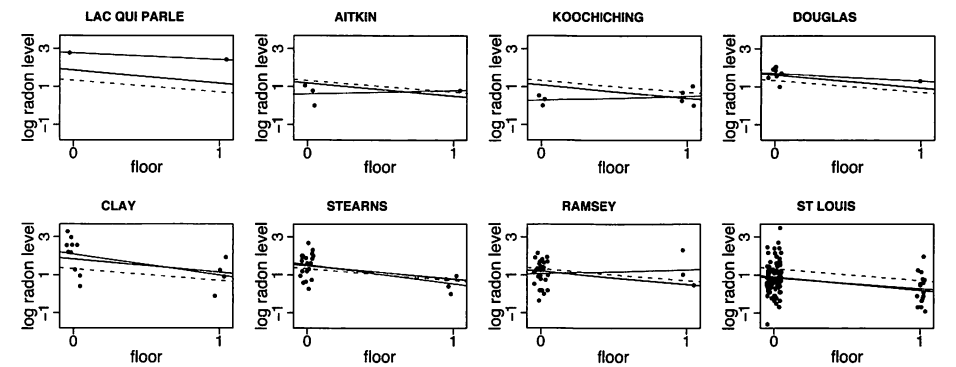 LAC QUI PARLE
AITKIN
KOOCHICHING
DOUGLAS
log radon level
3
1
−1
0
1
floor
log radon level
3
1
−1
0
1
floor
log radon level
3
1
−1
0
1
floor
log radon level
3
1
−1
0
1
floor
CLAY
STEARNS
RAMSEY
ST LOUIS
log radon level
3
1
−1
0
1
floor
log radon level
3
1
−1
0
1
floor
log radon level
3
1
−1
0
1
floor
log radon level
3
1
−1
0
1
floor